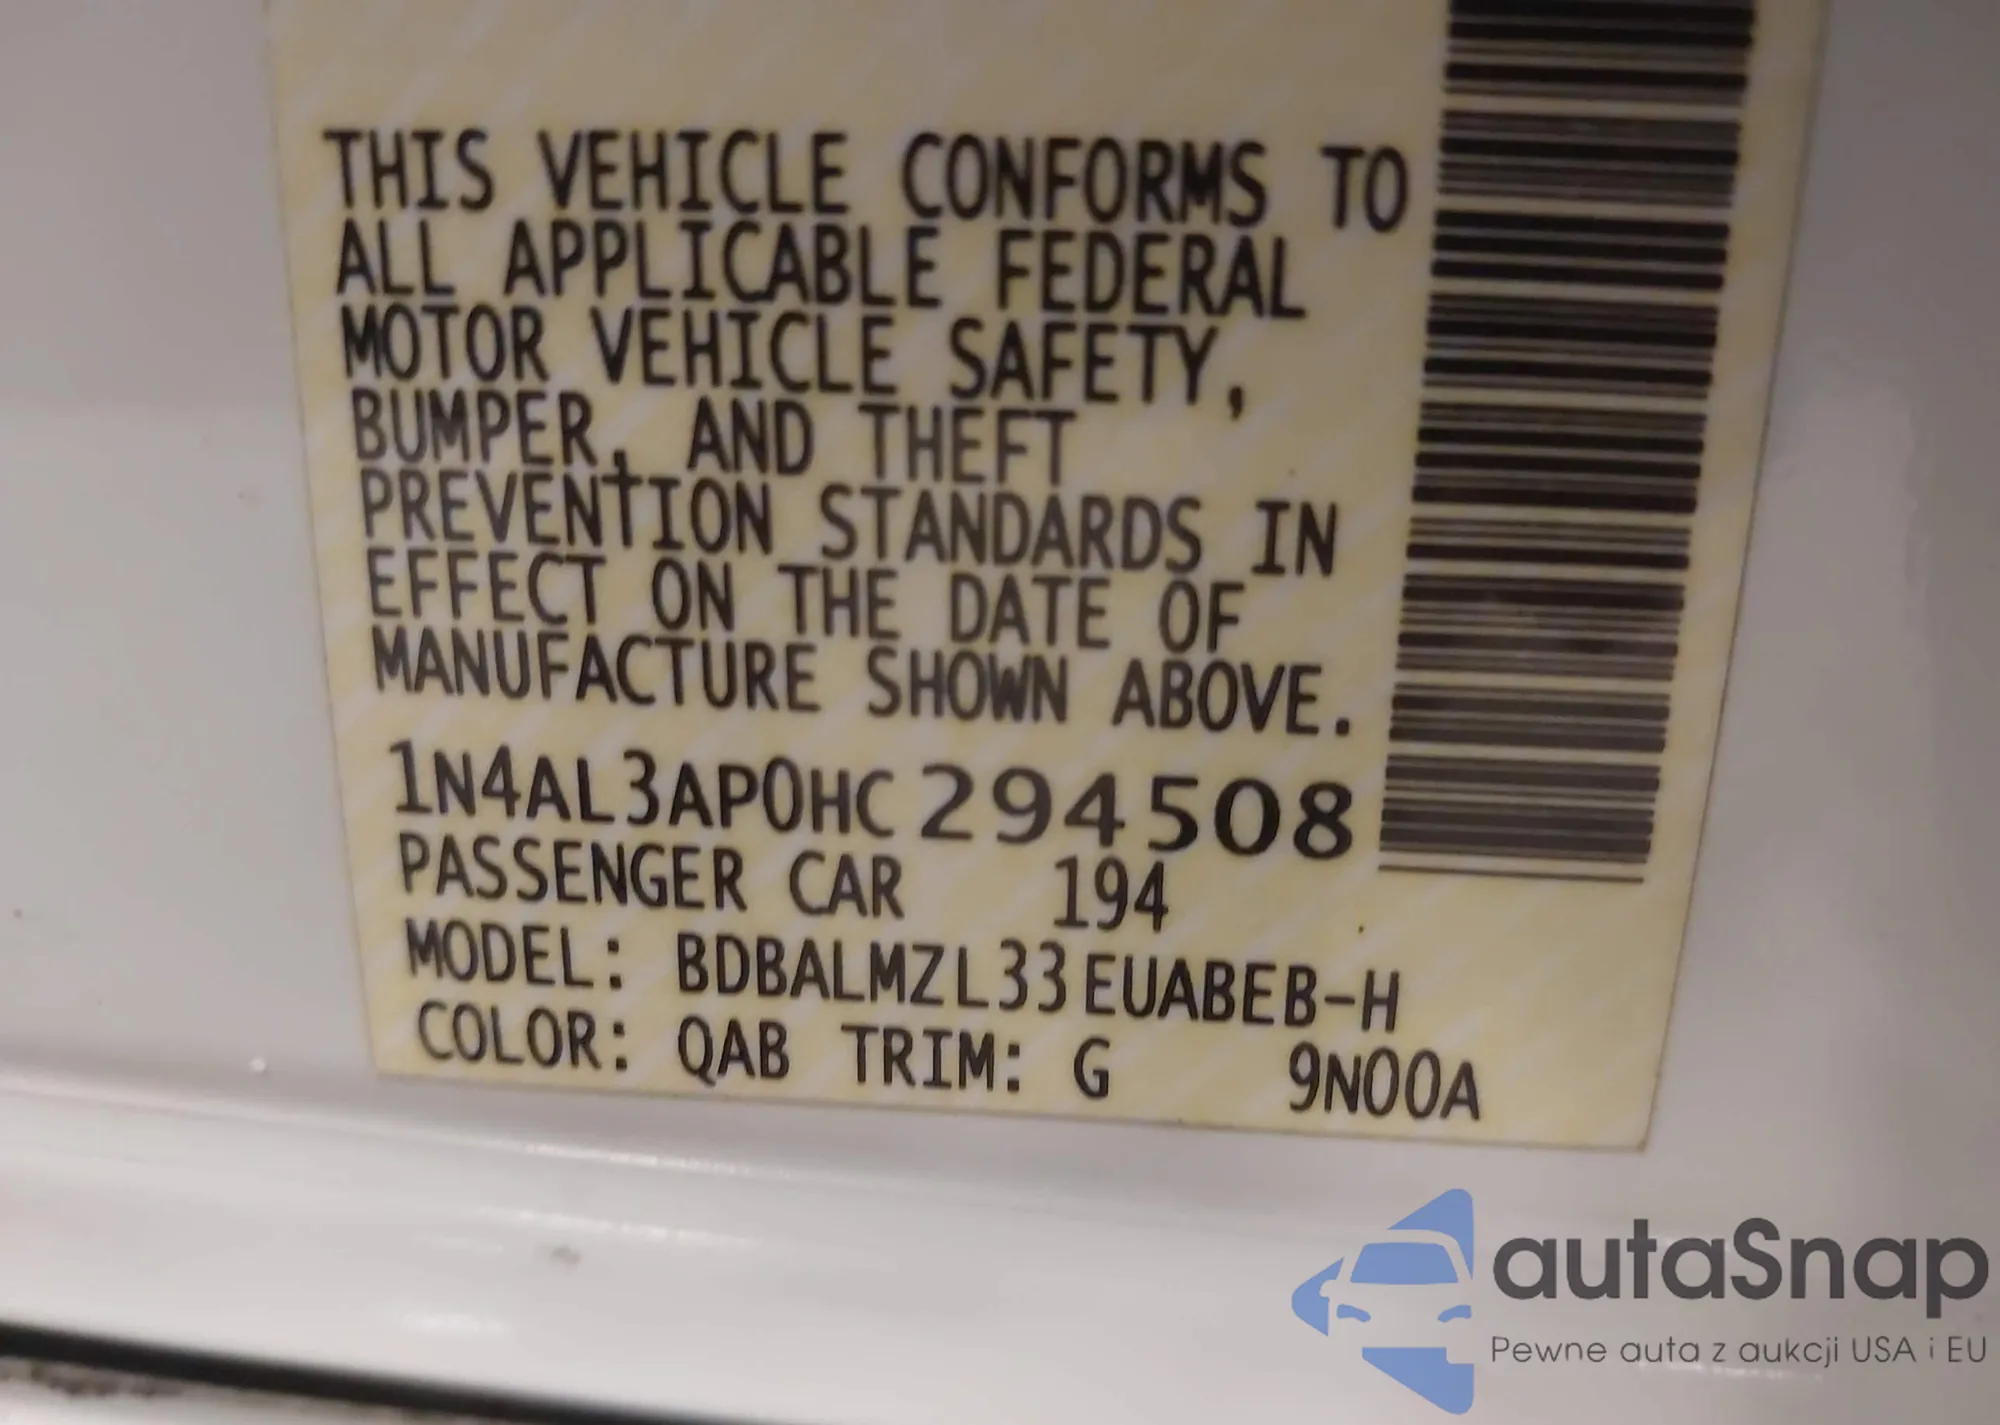 THIS VEHICLE CONFORMS TO
ALL APPLICABLE FEDERAL
MOTOR VEHICLE SAFETY,
BUMPER, AND THEFT
PREVENTION STANDARDS IN
EFFECT ON THE DATE OF
MANUFACTURE SHOWN ABOVE.
1N4AL3AP0HC294508
PASSENGER CAR 194
MODEL: BDBALMZL33EUABEB-H
COLOR: QAB TRIM: G 9N00A
autaSnap
Pewne auta z aukcji USA i EU